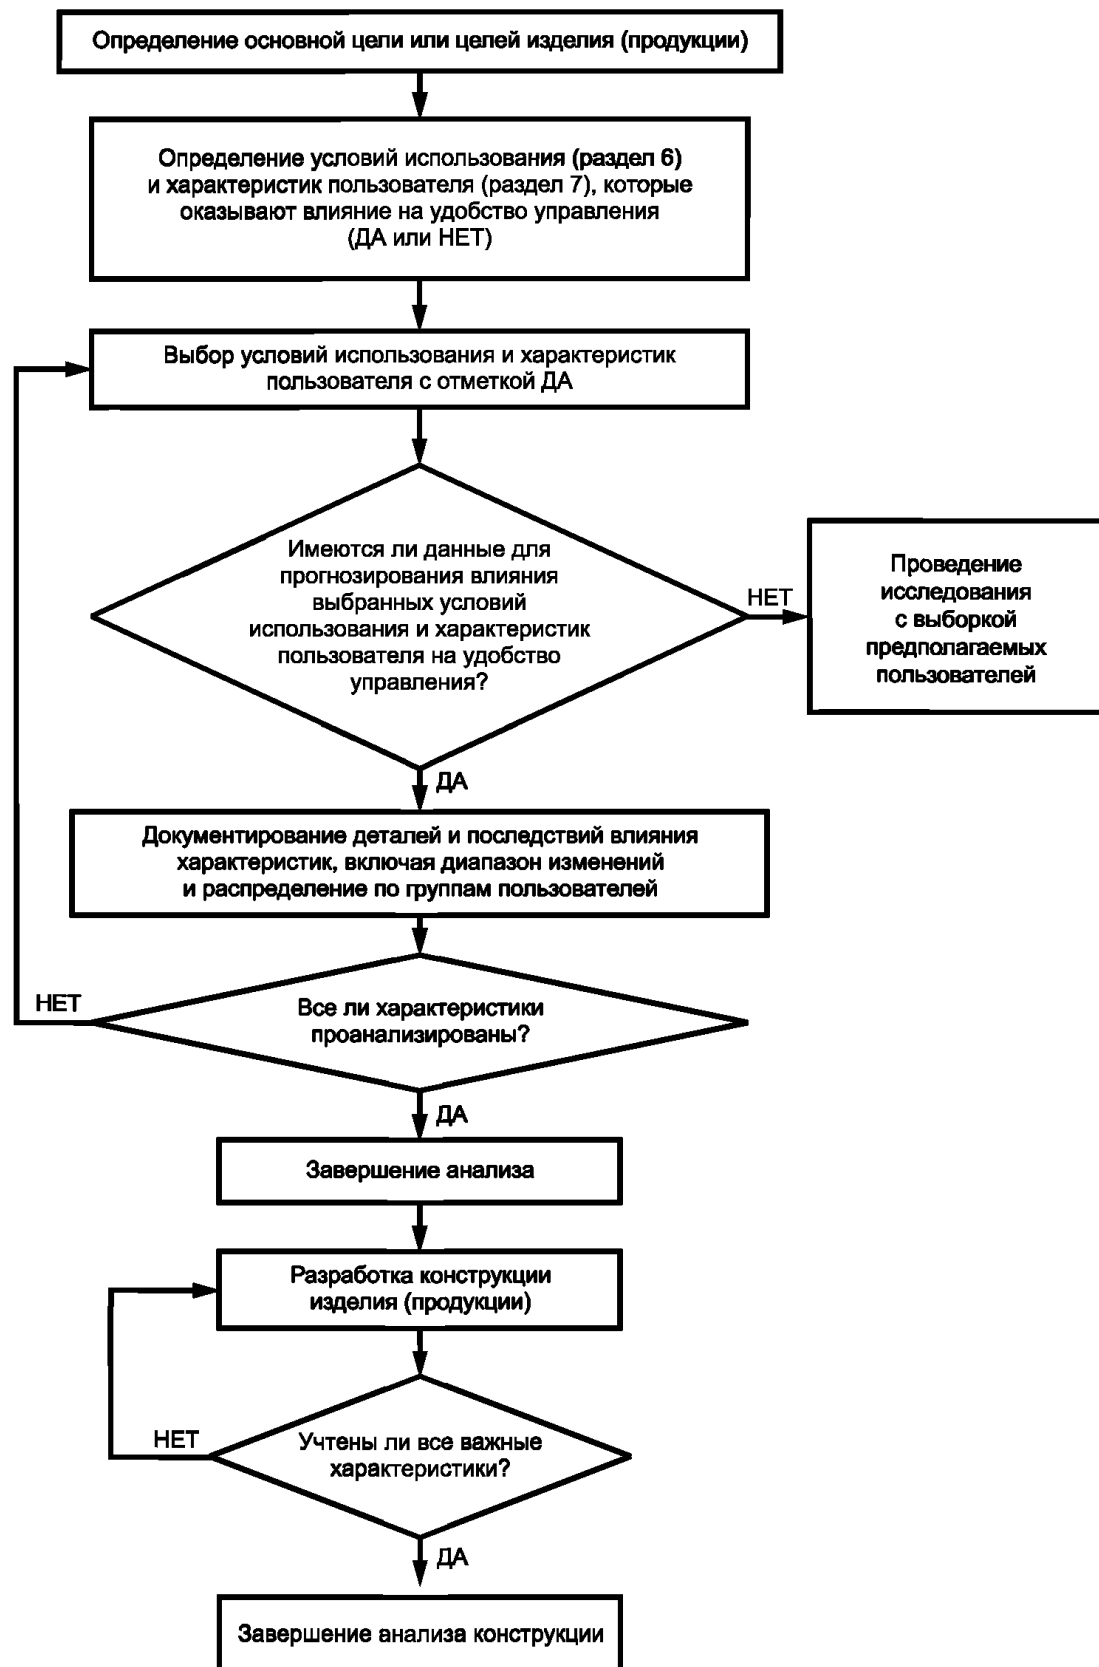 Определение основной цели или целей изделия (продукции)
Определение условий использования (раздел 6)
и характеристик пользователя (раздел 7), которые
оказывают влияние на удобство управления
(ДА или НЕТ)
Выбор условий использования и характеристик
пользователя с отметкой ДА
Имеются ли данные для
прогнозирования влияния
выбранных условий
использования и характеристик
пользователя на удобство
управления?
НЕТ
Проведение
исследования
с выборкой
предполагаемых
пользователей
ДА
Документирование деталей и последствий влияния
характеристик, включая диапазон изменений
и распределение по группам пользователей
НЕТ
Все ли характеристики
проанализированы?
ДА
Завершение анализа
Разработка конструкции
изделия (продукции)
НЕТ
Учтены ли все важные
характеристики?
ДА
Завершение анализа конструкции